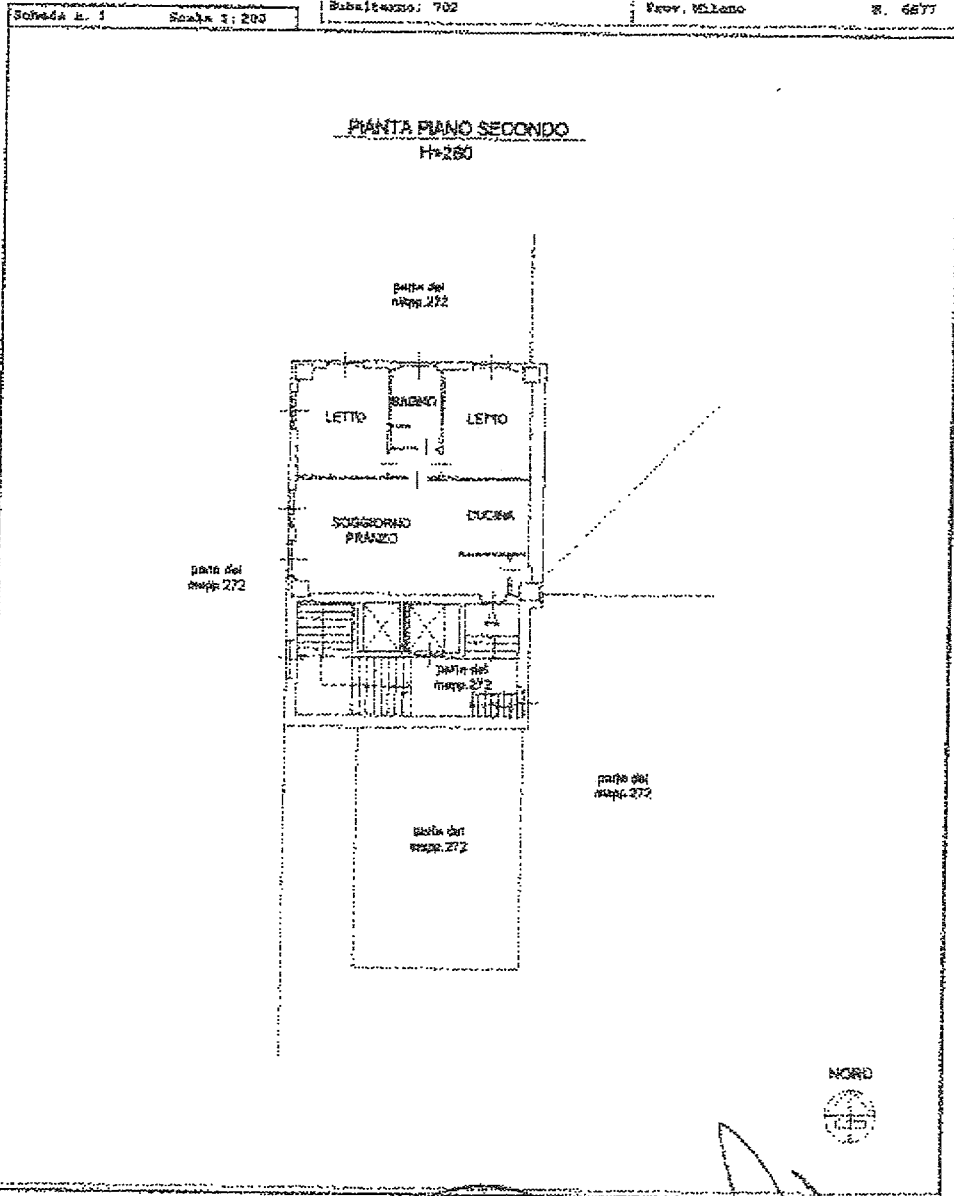 Scheda n. 1 Scala 1: 200
Subalterno: 702
Prov. Milano
N. 6677
PIANTA PIANO SECONDO
H=280
parte del
mapp.272
LETTO
BAGNO
LETTO
SOGGIORNO
PRANZO
CUCINA
parte del
mapp.272
parte del
mapp.272
parte del
mapp.272
parte del
mapp.272
NORD